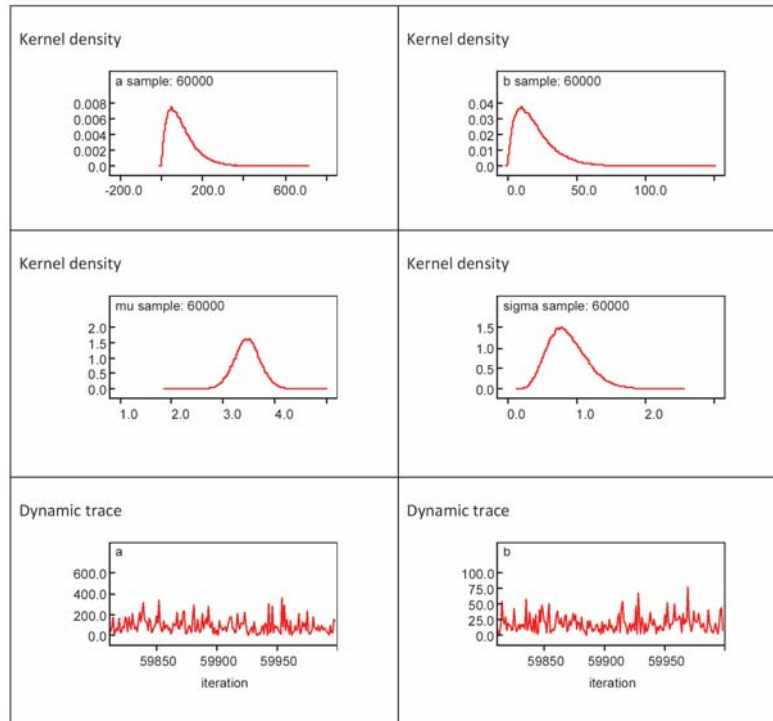 Kernel density
a sample: 60000
0.008
0.006
0.004
0.002
0.0
-200.0 200.0 600.0
Kernel density
b sample: 60000
0.04
0.03
0.02
0.01
0.0
0.0 50.0 100.0
Kernel density
mu sample: 60000
2.0
1.5
1.0
0.5
0.0
1.0 2.0 3.0 4.0
Kernel density
sigma sample: 60000
1.5
1.0
0.5
0.0
0.0 1.0 2.0
Dynamic trace
a
600.0
400.0
200.0
0.0
59850 59900 59950
iteration
Dynamic trace
b
100.0
75.0
50.0
25.0
0.0
59850 59900 59950
iteration